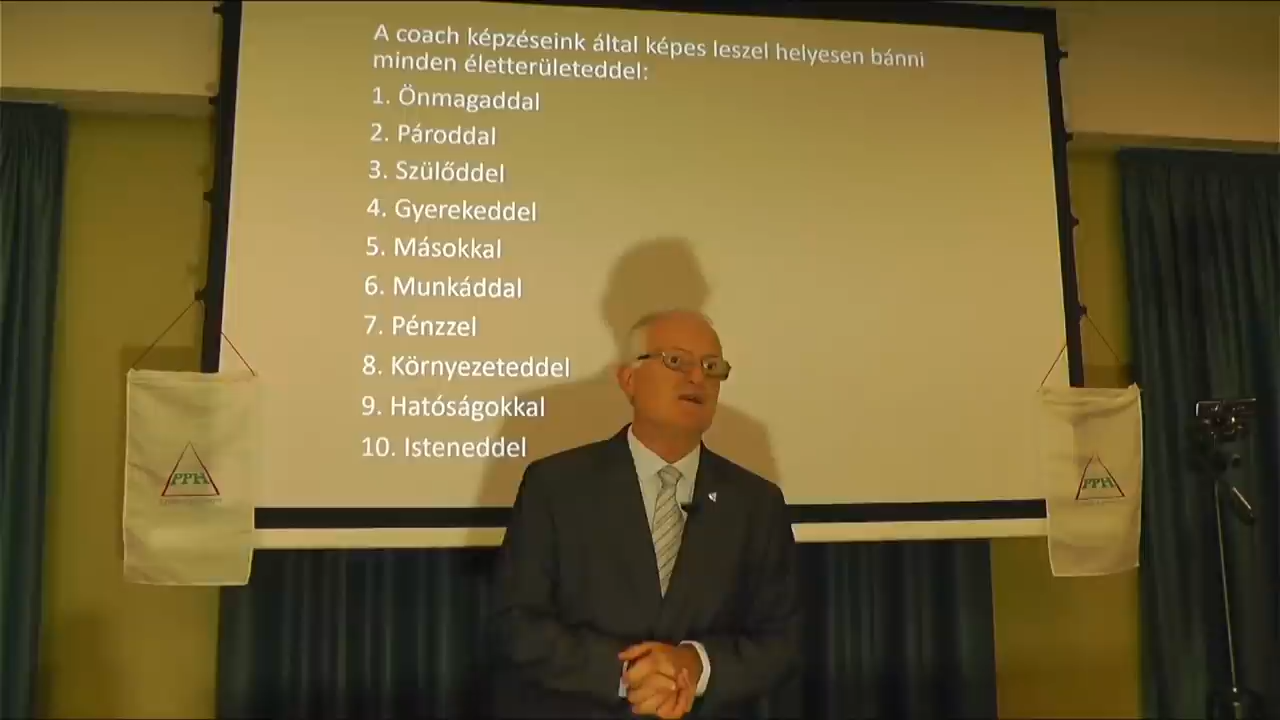 A coach képzéseink által képes leszel helyesen bánni
minden életterületeddel:
1. Önmagaddal
2. Pároddal
3. Szülőddel
4. Gyerekeddel
5. Másokkal
6. Munkáddal
7. Pénzzel
8. Környezeteddel
9. Hatóságokkal
10. Isteneddel
PPH
PPH